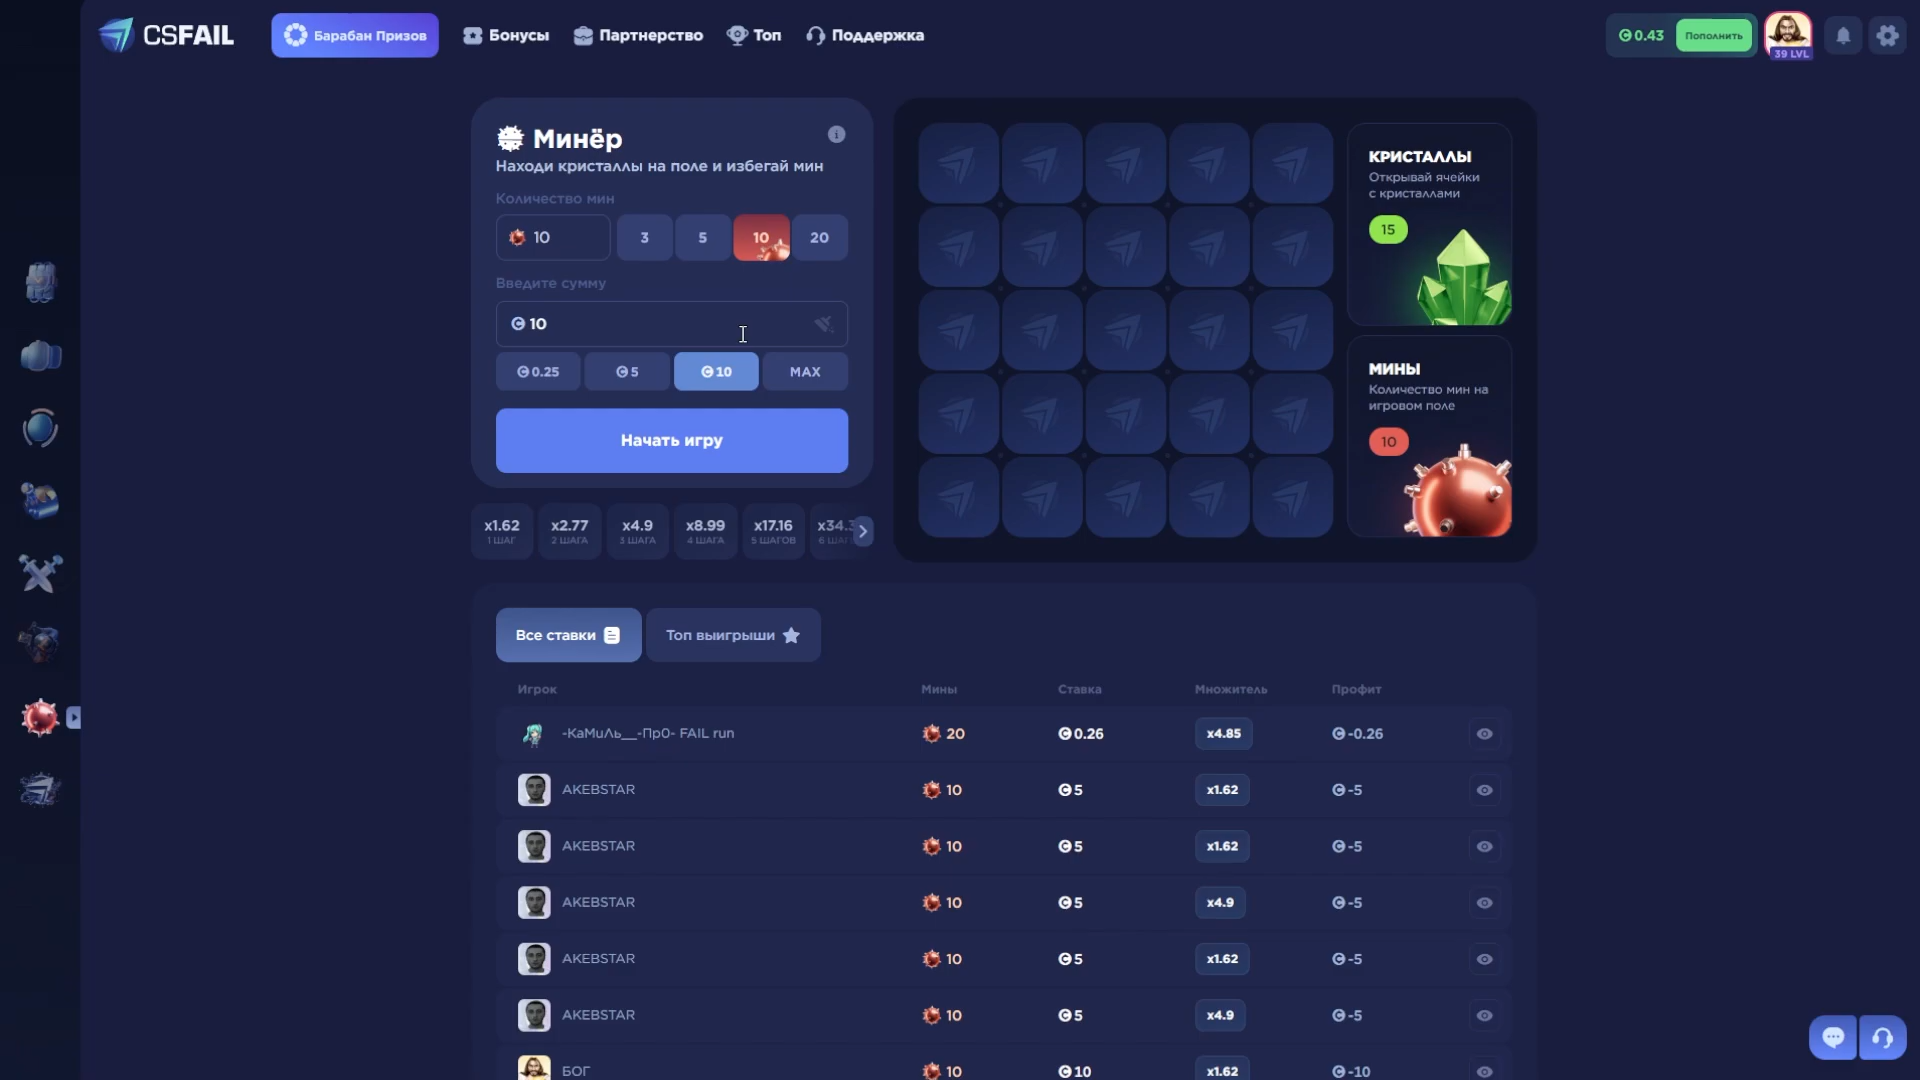 CSFAIL
Барабан Призов
Бонусы
Партнерство
Топ
Поддержка
0.43
Пополнить
39 LVL
Минёр
Находи кристаллы на поле и избегай мин
Количество мин
10
3
5
10
20
Введите сумму
10
0.25
5
10
MAX
Начать игру
x1.62
1 ШАГ
x2.77
2 ШАГА
x4.9
3 ШАГА
x8.99
4 ШАГА
x17.16
5 ШАГОВ
КРИСТАЛЛЫ
Открывай ячейки
с кристаллами
15
МИНЫ
Количество мин на
игровом поле
10
Все ставки
Топ выигрыши
Игрок Мины Ставка Множитель Профит
-КаМиЛь__-Пр0- FAIL run 20 0.26 x4.85 -0.26
AKEBSTAR 10 5 x1.62 -5
AKEBSTAR 10 5 x1.62 -5
AKEBSTAR 10 5 x4.9 -5
AKEBSTAR 10 5 x1.62 -5
AKEBSTAR 10 5 x4.9 -5
БОГ 10 10 x1.62 -10